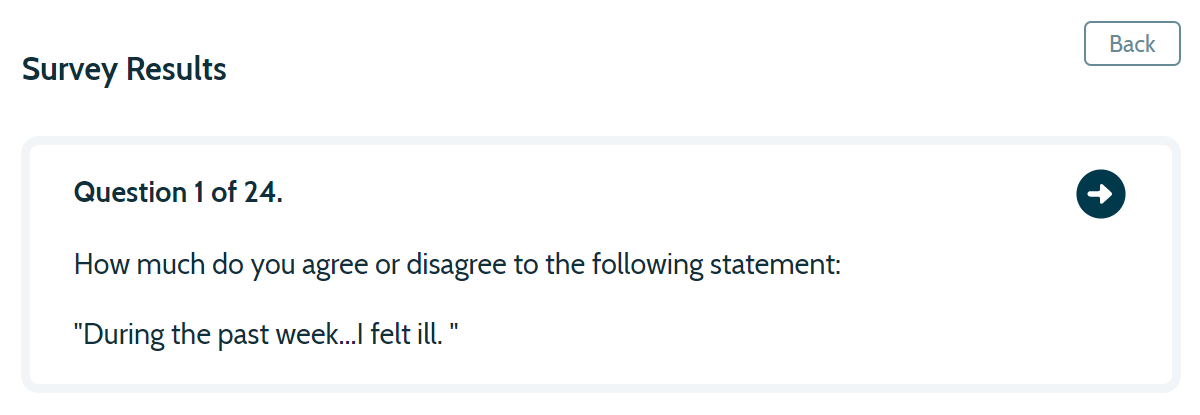 Back
Survey Results
Question 1 of 24.
How much do you agree or disagree to the following statement:
"During the past week...I felt ill. "